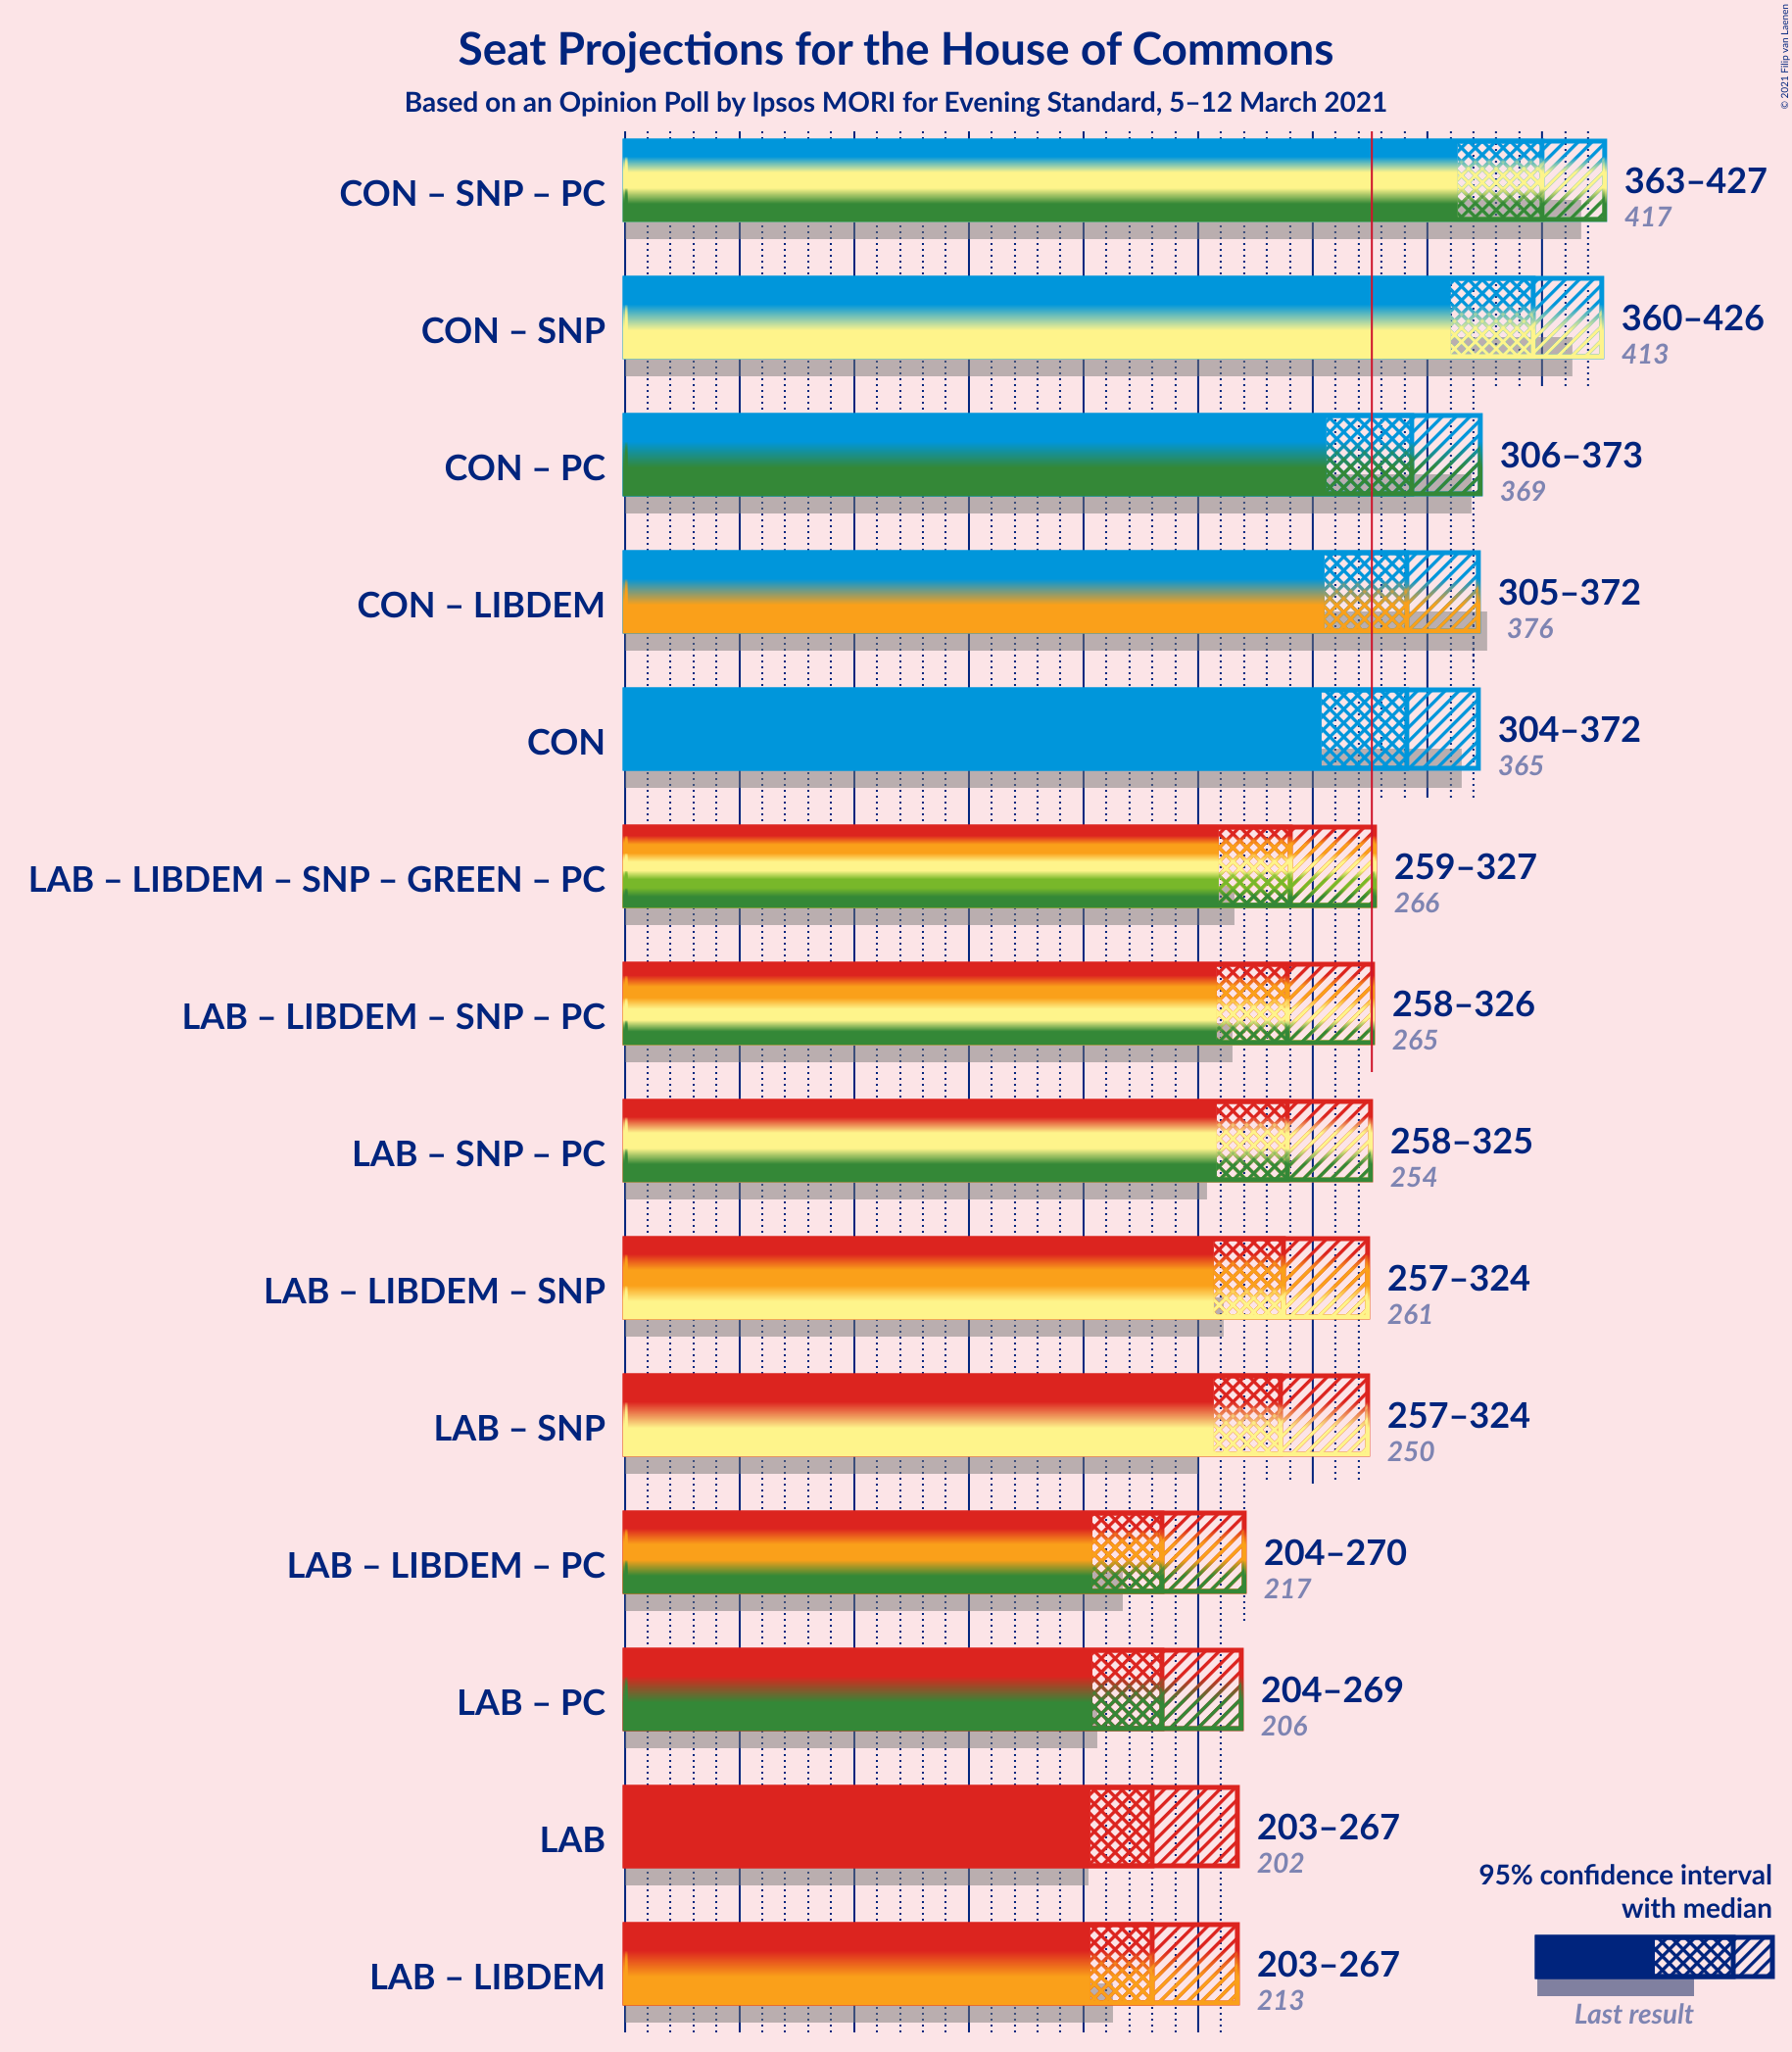 Seat Projections for the House of Commons
Based on an Opinion Poll by Ipsos MORI for Evening Standard, 5–12 March 2021
© 2021 Filip van Laenen
CON – SNP – PC
363–427
417
CON – SNP
360–426
413
CON – PC
306–373
369
CON – LIBDEM
305–372
376
CON
304–372
365
LAB – LIBDEM – SNP – GREEN – PC
259–327
266
LAB – LIBDEM – SNP – PC
258–326
265
LAB – SNP – PC
258–325
254
LAB – LIBDEM – SNP
257–324
261
LAB – SNP
257–324
250
LAB – LIBDEM – PC
204–270
217
LAB – PC
204–269
206
LAB
203–267
202
LAB – LIBDEM
203–267
213
95% confidence interval
with median
Last result